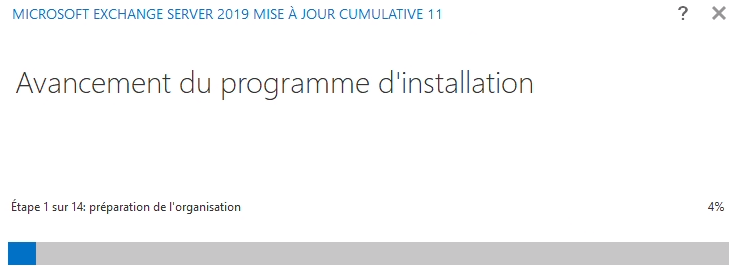 MICROSOFT EXCHANGE SERVER 2019 MISE À JOUR CUMULATIVE 11 ?
Avancement du programme d'installation
Étape 1 sur 14: préparation de l'organisation 4%